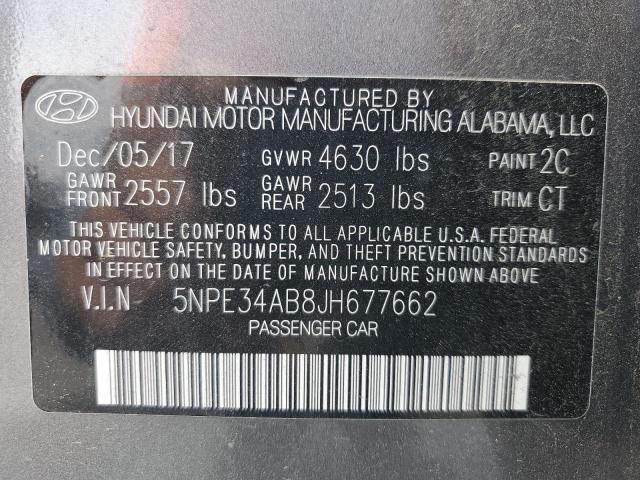 MANUFACTURED BY
HYUNDAI MOTOR MANUFACTURING ALABAMA, LLC
Dec/05/17 GVWR 4630 lbs PAINT 2C
GAWR FRONT 2557 lbs GAWR REAR 2513 lbs TRIM CT
THIS VEHICLE CONFORMS TO ALL APPLICABLE U.S.A. FEDERAL
MOTOR VEHICLE SAFETY, BUMPER, AND THEFT PREVENTION STANDARDS
IN EFFECT ON THE DATE OF MANUFACTURE SHOWN ABOVE.
V.I.N 5NPE34AB8JH677662
PASSENGER CAR